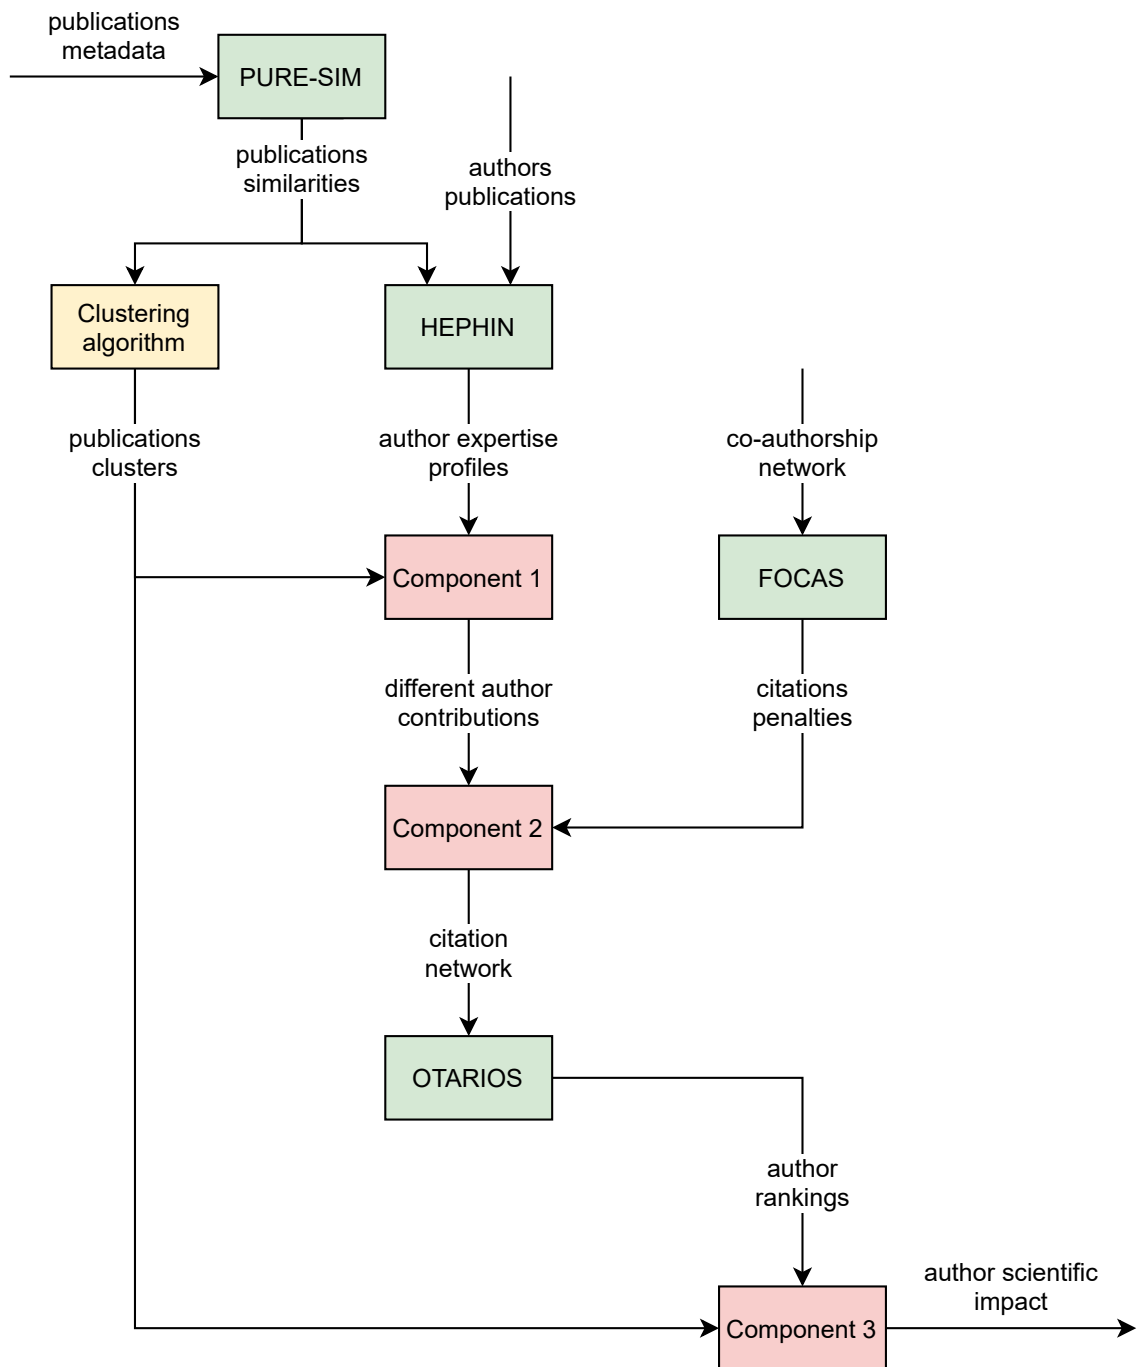 publications
metadata
PURE-SIM
publications
similarities
authors
publications
Clustering
algorithm
HEPHIN
publications
clusters
author expertise
profiles
co-authorship
network
Component 1
FOCAS
different author
contributions
citations
penalties
Component 2
citation
network
OTARIOS
author
rankings
author scientific
impact
Component 3